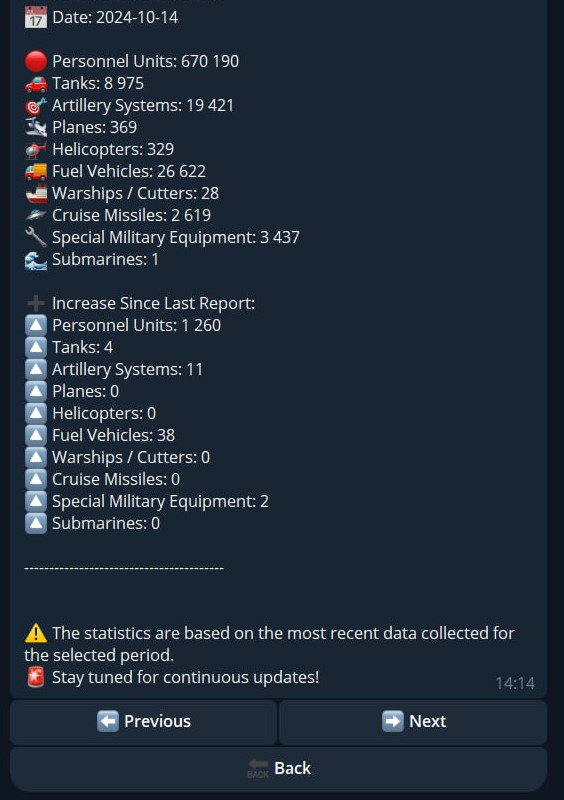 Date: 2024-10-14
Personnel Units: 670 190
Tanks: 8 975
Artillery Systems: 19 421
Planes: 369
Helicopters: 329
Fuel Vehicles: 26 622
Warships / Cutters: 28
Cruise Missiles: 2 619
Special Military Equipment: 3 437
Submarines: 1
Increase Since Last Report:
Personnel Units: 1 260
Tanks: 4
Artillery Systems: 11
Planes: 0
Helicopters: 0
Fuel Vehicles: 38
Warships / Cutters: 0
Cruise Missiles: 0
Special Military Equipment: 2
Submarines: 0
----------------------------------------
The statistics are based on the most recent data collected for
the selected period.
Stay tuned for continuous updates!
14:14
Previous
Next
Back